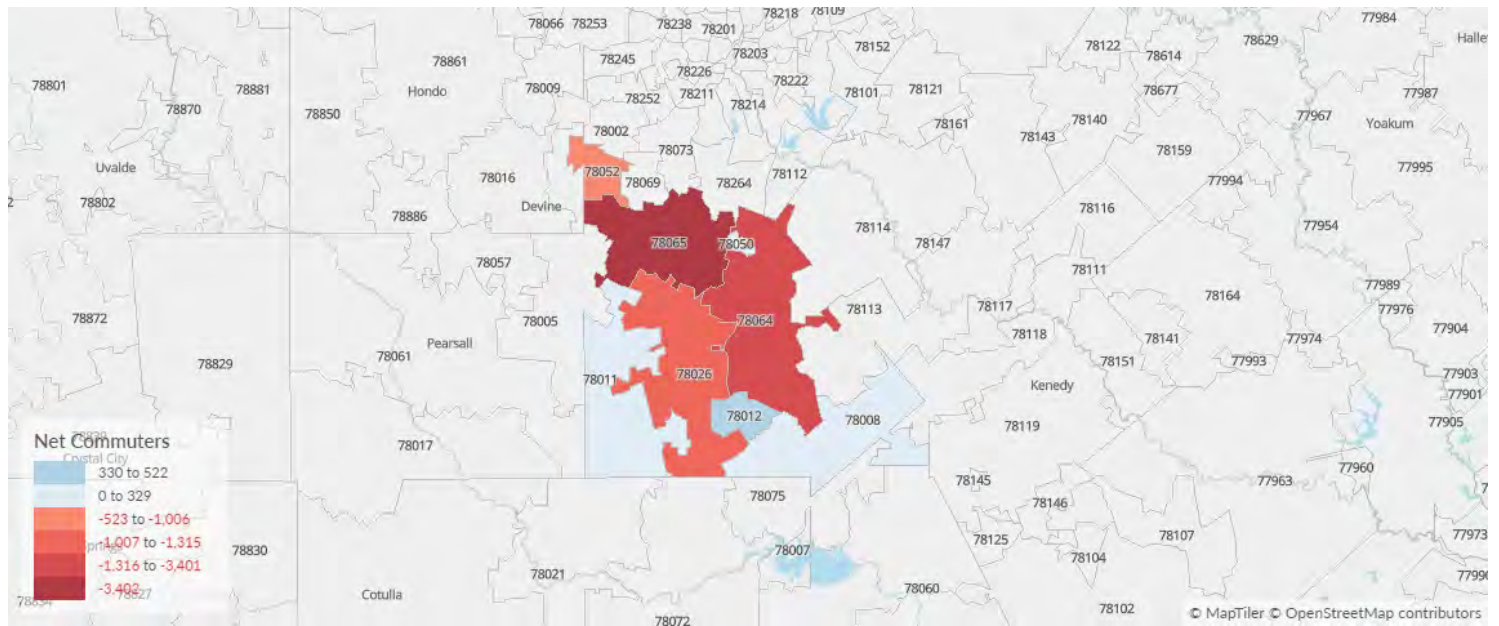 78066 78253 78238 78201 78218 78109 77984
78861 78245 78203 78152 78122 78614 78629 Halle
78801 78881 78226 78222
78870 78850 Hondo 78009 78252 78211 78214 78101 78121 78677 77987
78002 78161 78143 78140 77967 Yoakum
Uvalde 78052 78073 78159 77995
78016 78069 78264 78112 77994
78802 78886 Devine 78116 77954
78065 78050 78114 78147
78057 78111 77989
78872 78005 78064 78113 78117 78164 77976
Pearsall 78118 77904
78829 78061 78026 78151 78141 77993 77974
78011 Kenedy 77903
77901
78012 78008 78119 77905
78017
Net Commuters
Crystal City
330 to 522
0 to 329
-523 to -1,006
-1,007 to -1,315
-1,316 to -3,401
-3,402
78830 78827
78145 77963 77960
78075 78146
78007 78125 78107 77973
78021 78104
Cotulla 78060 77990
78072 78102
© MapTiler © OpenStreetMap contributors